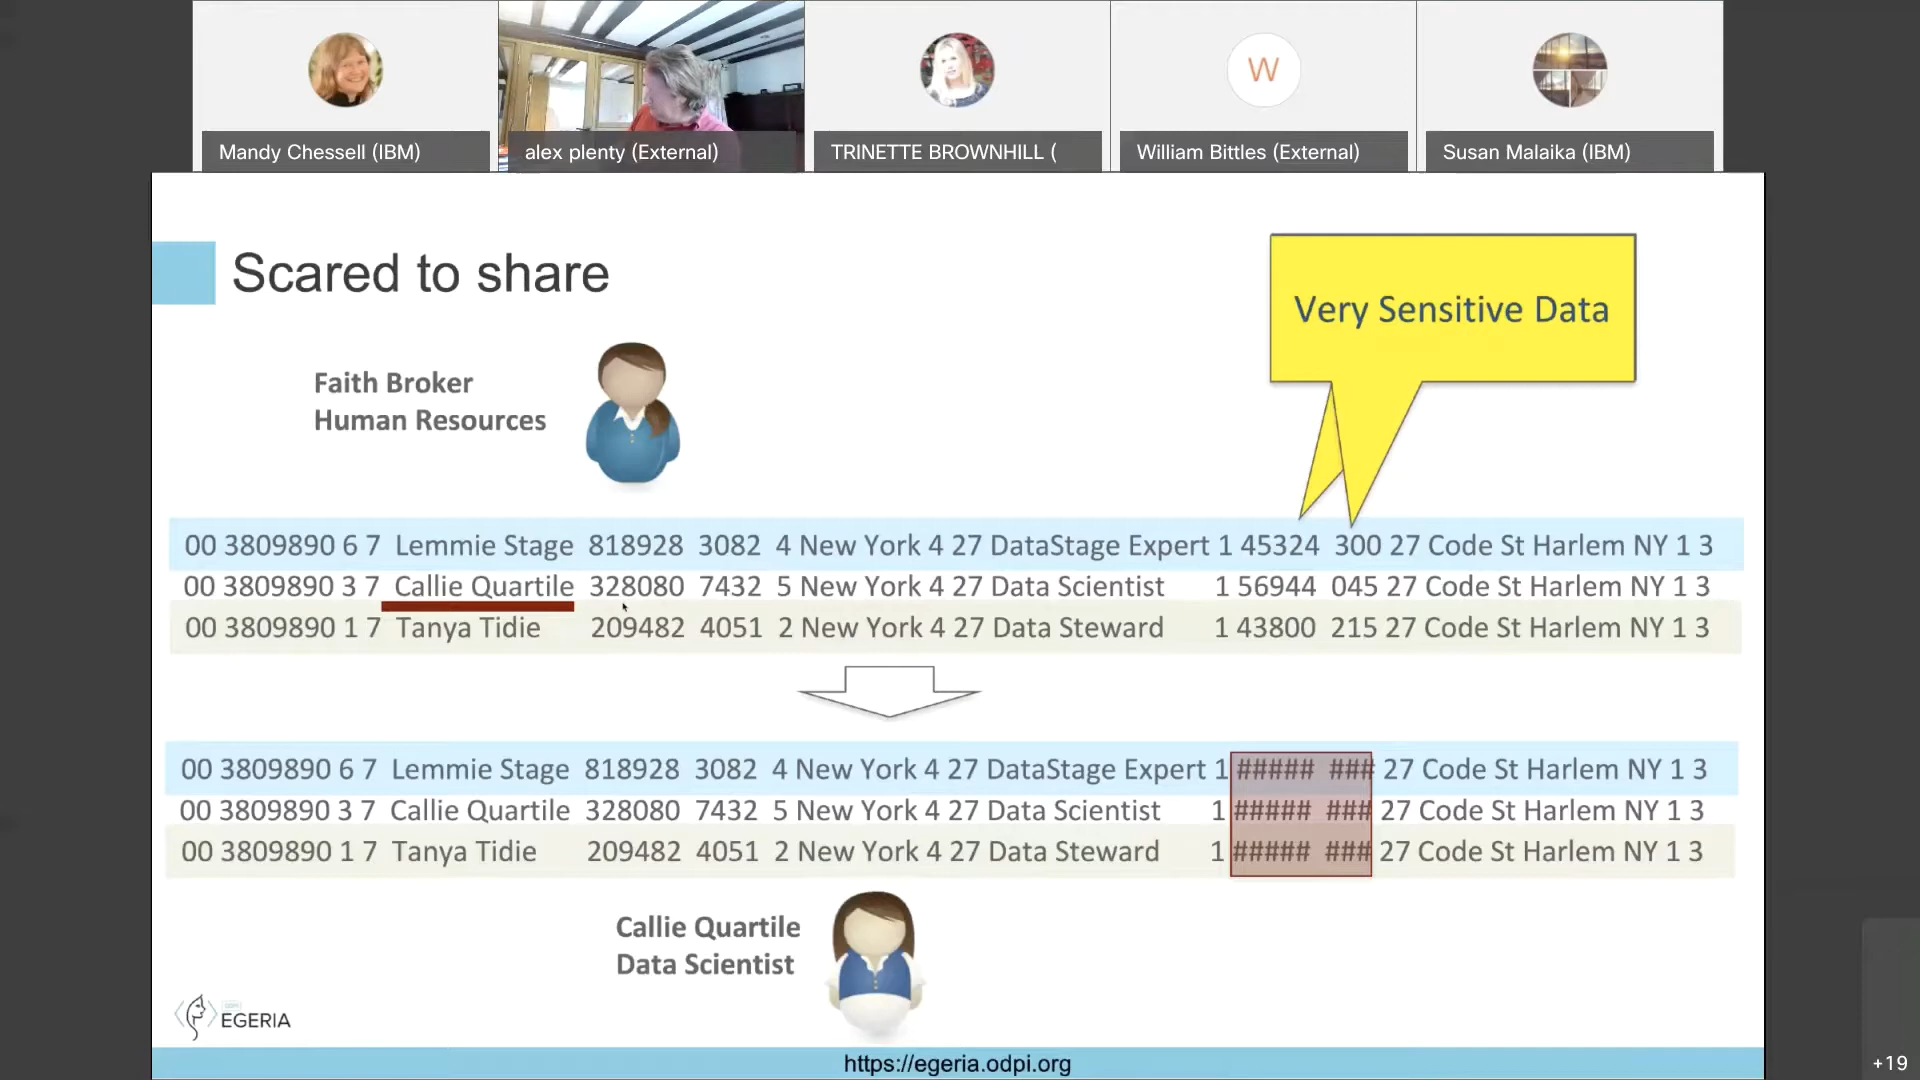 W
Mandy Chessell (IBM)
alex plenty (External)
TRINETTE BROWNHILL (
William Bittles (External)
Susan Malaika (IBM)
Scared to share
Very Sensitive Data
Faith Broker
Human Resources
00 3809890 6 7 Lemmie Stage 818928 3082 4 New York 4 27 DataStage Expert 1 45324 300 27 Code St Harlem NY 1 3
00 3809890 3 7 Callie Quartile 328080 7432 5 New York 4 27 Data Scientist 1 56944 045 27 Code St Harlem NY 1 3
00 3809890 1 7 Tanya Tidie 209482 4051 2 New York 4 27 Data Steward 1 43800 215 27 Code St Harlem NY 1 3
00 3809890 6 7 Lemmie Stage 818928 3082 4 New York 4 27 DataStage Expert 1 ##### ### 27 Code St Harlem NY 1 3
00 3809890 3 7 Callie Quartile 328080 7432 5 New York 4 27 Data Scientist 1 ##### ### 27 Code St Harlem NY 1 3
00 3809890 1 7 Tanya Tidie 209482 4051 2 New York 4 27 Data Steward 1 ##### ### 27 Code St Harlem NY 1 3
Callie Quartile
Data Scientist
EGERIA
https://egeria.odpi.org
+19